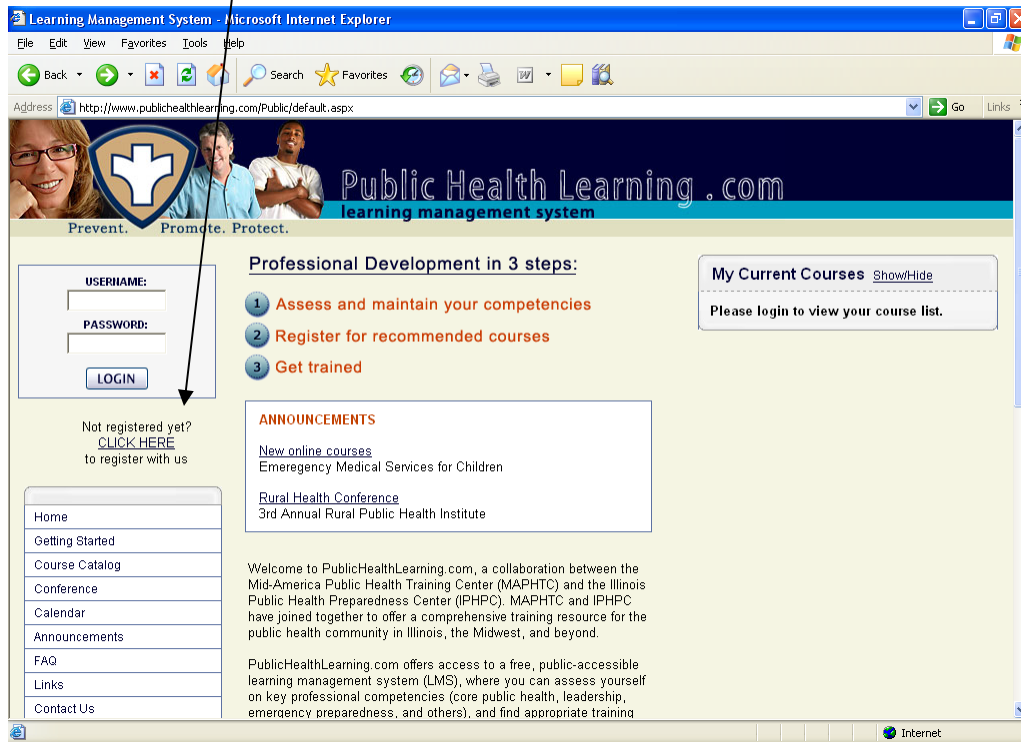 Learning Management System - Microsoft Internet Explorer
File Edit View Favorites Tools Help
Back Search Favorites
Address http://www.publichealthlearning.com/Public/default.aspx Go Links
Public Health Learning . com
learning management system
Prevent. Promote. Protect.
USERNAME:
PASSWORD:
LOGIN
Not registered yet?
CLICK HERE
to register with us
Home
Getting Started
Course Catalog
Conference
Calendar
Announcements
FAQ
Links
Contact Us
Professional Development in 3 steps:
1 Assess and maintain your competencies
2 Register for recommended courses
3 Get trained
ANNOUNCEMENTS
New online courses
Emeregency Medical Services for Children
Rural Health Conference
3rd Annual Rural Public Health Institute
Welcome to PublicHealthLearning.com, a collaboration between the
Mid-America Public Health Training Center (MAPHTC) and the Illinois
Public Health Preparedness Center (IPHPC). MAPHTC and IPHPC
have joined together to offer a comprehensive training resource for the
public health community in Illinois, the Midwest, and beyond.
PublicHealthLearning.com offers access to a free, public-accessible
learning management system (LMS), where you can assess yourself
on key professional competencies (core public health, leadership,
emergency preparedness, and others), and find appropriate training
My Current Courses Show/Hide
Please login to view your course list.
Internet